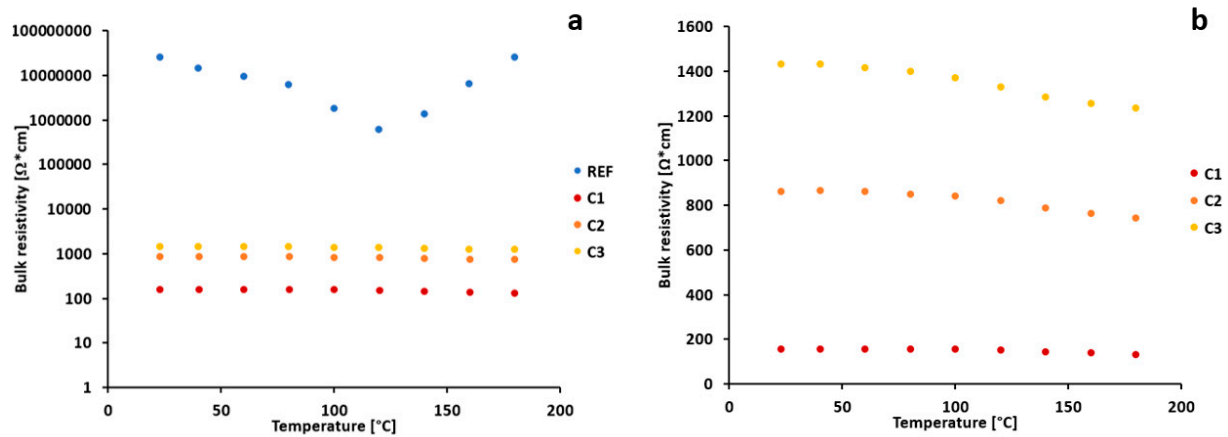 a
100000000
10000000
1000000
100000
10000
1000
100
10
1
0
50
100
150
200
Bulk resistivity [Ω*cm]
Temperature [°C]
REF
C1
C2
C3
b
1600
1400
1200
1000
800
600
400
200
0
0
50
100
150
200
Bulk resistivity [Ω*cm]
Temperature [°C]
C1
C2
C3